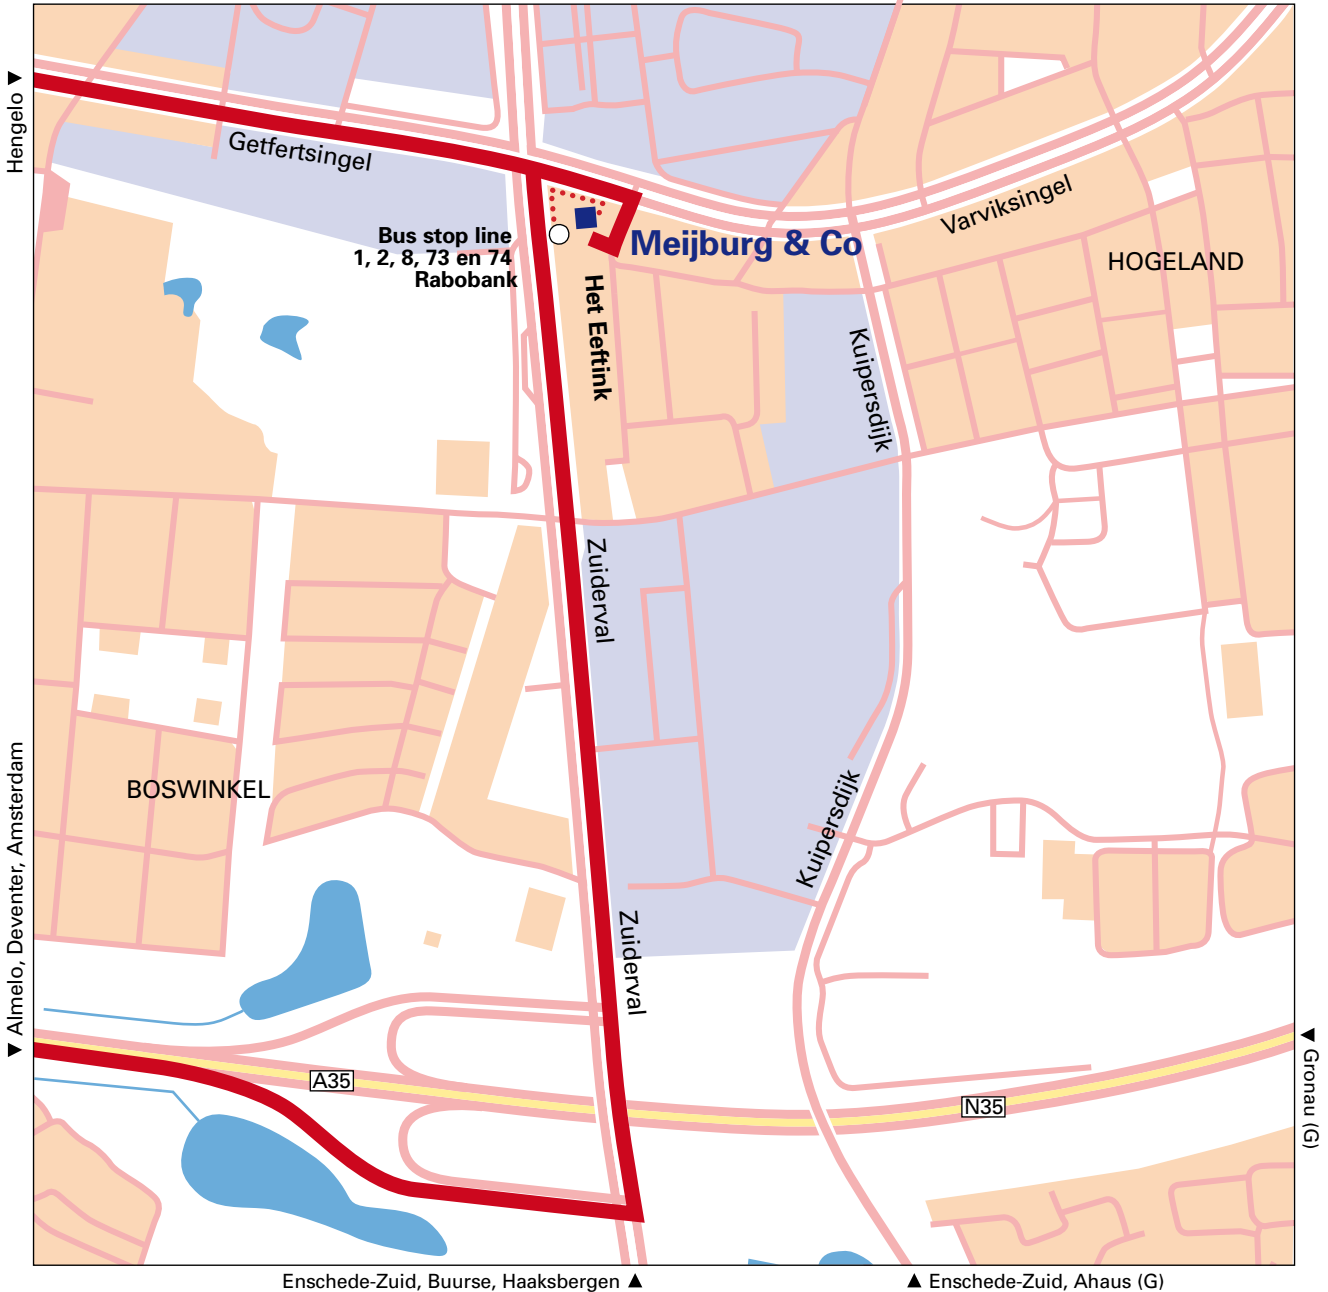 Hengelo ▼
Getfertsingel
Varviksingel
Bus stop line
1, 2, 8, 73 en 74
Rabobank
Meijburg & Co
HOGELAND
Het Eeftink
Kuipersdijk
Zuiderval
BOSWINKEL
Kuipersdijk
Zuiderval
▼ Almelo, Deventer, Amsterdam
A35
N35
▲ Gronau (G)
Enschede-Zuid, Buurse, Haaksbergen ▲
▲ Enschede-Zuid, Ahaus (G)